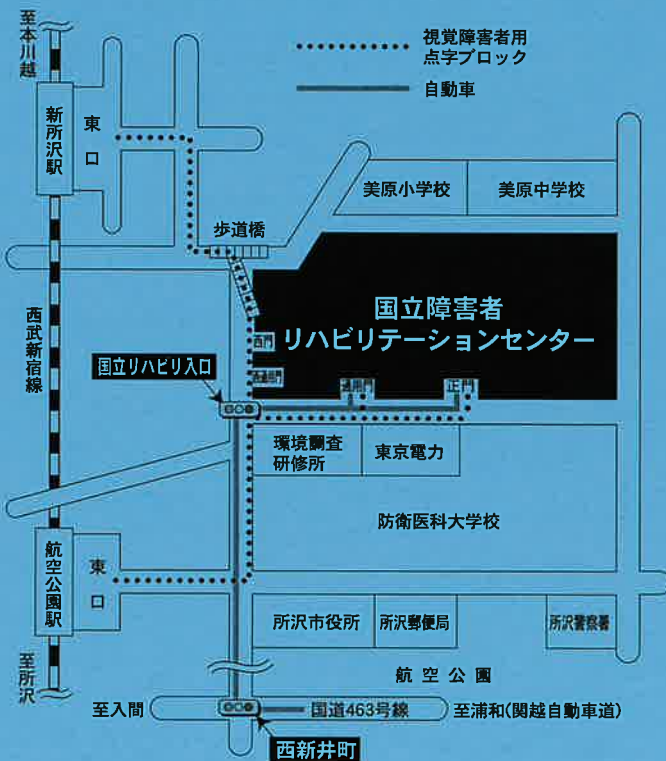 至本川越
視覚障害者用
点字ブロック
自動車
新所沢駅
東口
美原小学校
美原中学校
歩道橋
国立障害者
リハビリテーションセンター
西武新宿線
西門
国立リハビリ入口
通用門
正門
環境調査
研修所
東京電力
防衛医科大学校
航空公園駅
東口
所沢市役所
所沢郵便局
所沢警察署
至所沢
航空公園
至入間
国道463号線
至浦和(関越自動車道)
西新井町